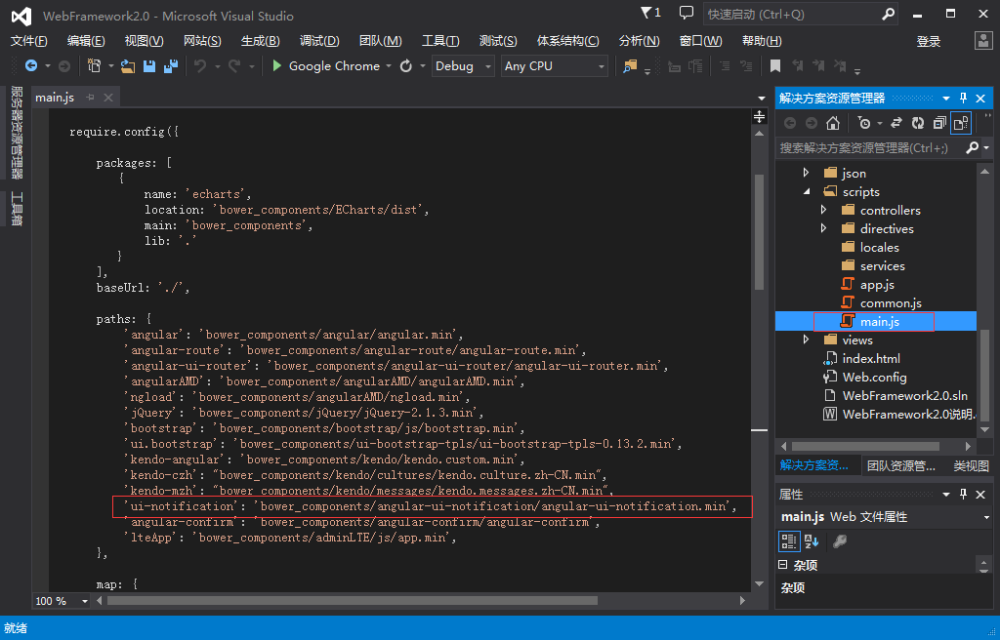 WebFramework2.0 - Microsoft Visual Studio
1
快速启动 (Ctrl+Q)
文件(F) 编辑(E) 视图(V) 网站(S) 生成(B) 调试(D) 团队(M) 工具(T) 测试(S) 体系结构(C) 分析(N) 窗口(W) 帮助(H) 登录
Google Chrome Debug Any CPU
服务器资源管理器
工具箱
main.js
require.config({
packages: [
{
name: 'echarts',
location: 'bower_components/ECharts/dist',
main: 'bower_components',
lib: '.'
}
],
baseUrl: './',
paths: {
'angular': 'bower_components/angular/angular.min',
'angular-route': 'bower_components/angular-route/angular-route.min',
'angular-ui-router': 'bower_components/angular-ui-router/angular-ui-router.min',
'angularAMD': 'bower_components/angularAMD/angularAMD.min',
'ngload': 'bower_components/angularAMD/ngload.min',
'jQuery': 'bower_components/jQuery/jQuery-2.1.3.min',
'bootstrap': 'bower_components/bootstrap/js/bootstrap.min',
'ui.bootstrap': 'bower_components/ui-bootstrap-tpls/ui-bootstrap-tpls-0.13.2.min',
'kendo-angular': 'bower_components/kendo/kendo.custom.min',
'kendo-czh': "bower_components/kendo/cultures/kendo.culture.zh-CN.min",
'kendo-mzh': "bower_components/kendo/messages/kendo.messages.zh-CN.min",
'ui-notification': 'bower_components/angular-ui-notification/angular-ui-notification.min',
'angular-confirm': 'bower_components/angular-confirm/angular-confirm',
'lteApp': 'bower_components/adminLTE/js/app.min',
},
map: {
100 %
解决方案资源管理器
搜索解决方案资源管理器(Ctrl+;)
json
scripts
controllers
directives
locales
services
app.js
common.js
main.js
views
index.html
Web.config
WebFramework2.0.sln
WebFramework2.0说明.
解决方案资... 团队资源管... 类视图
属性
main.js Web 文件属性
杂项
杂项
就绪